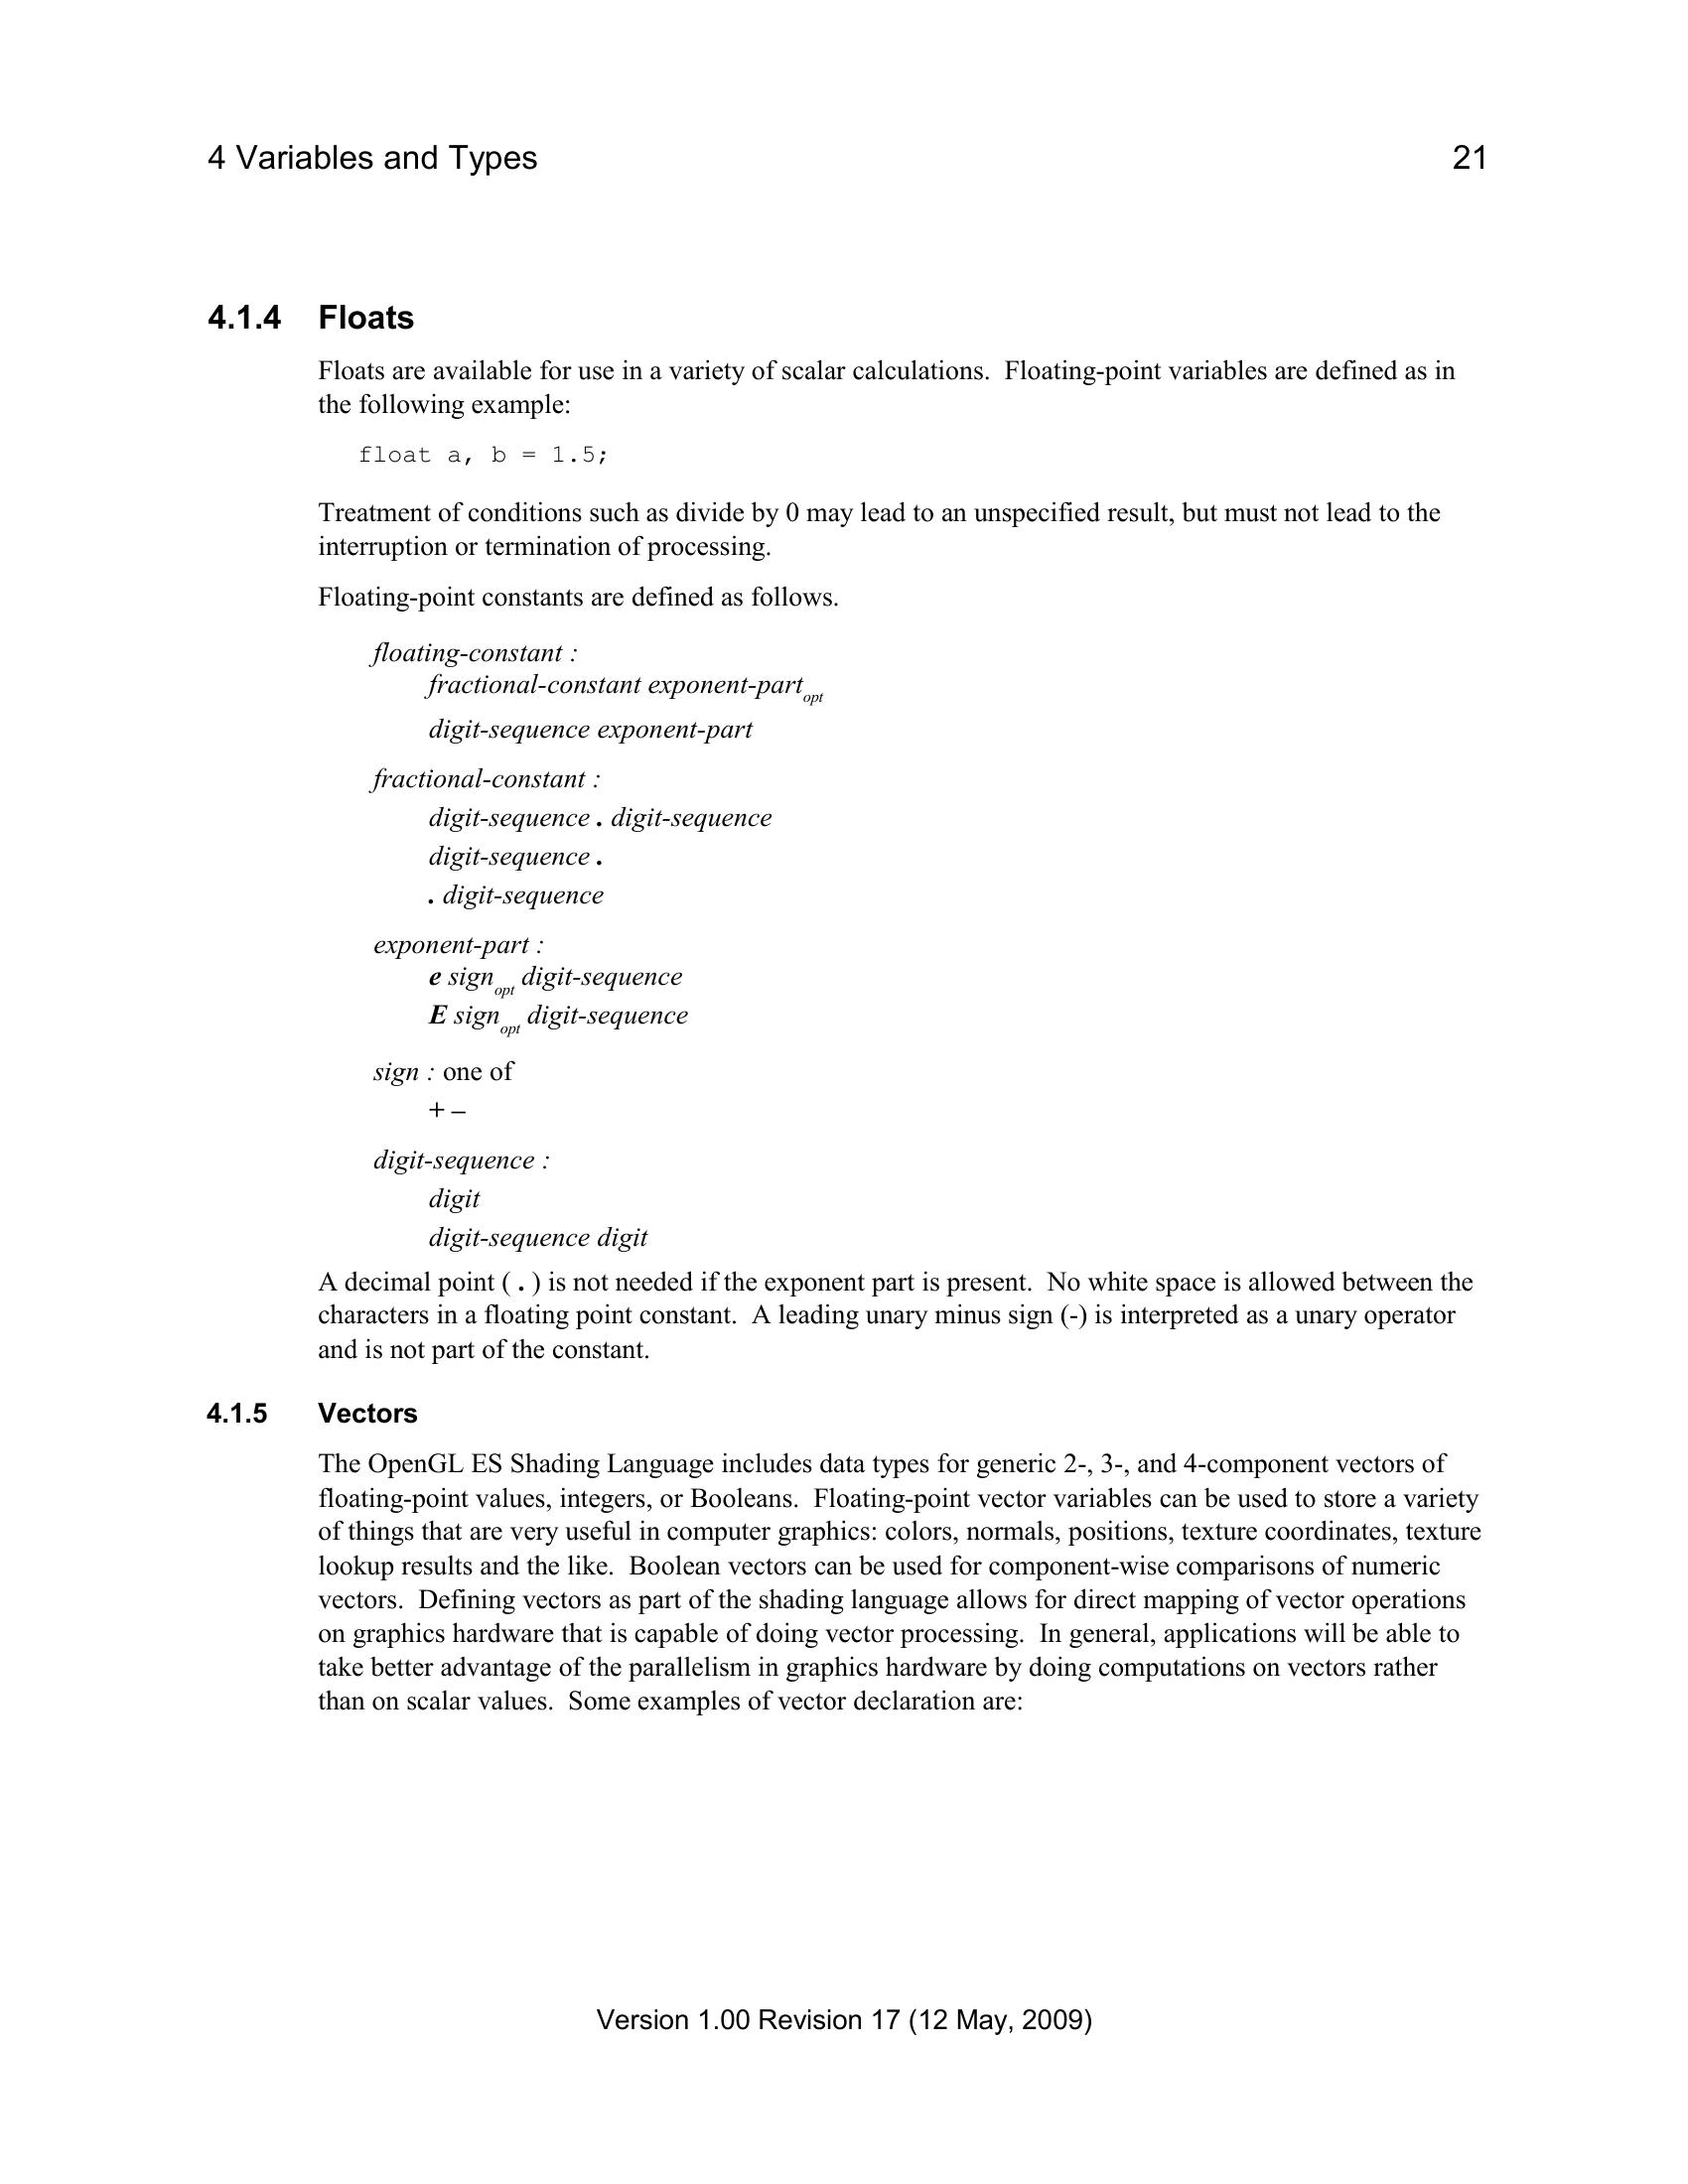 4 Variables and Types 21
4.1.4 Floats
Floats are available for use in a variety of scalar calculations.  Floating-point variables are defined as in
the following example:
float a, b = 1.5;
Treatment of conditions such as divide by 0 may lead to an unspecified result, but must not lead to the
interruption or termination of processing.
Floating-point constants are defined as follows.
floating-constant :
fractional-constant exponent-part opt
digit-sequence exponent-part
fractional-constant :
digit-sequence . digit-sequence
digit-sequence .
. digit-sequence
exponent-part :
e sign opt digit-sequence
E sign opt digit-sequence
sign : one of
+ –
digit-sequence :
digit
digit-sequence digit
A decimal point ( . ) is not needed if the exponent part is present.  No white space is allowed between the
characters in a floating point constant.  A leading unary minus sign (-) is interpreted as a unary operator
and is not part of the constant.
4.1.5 Vectors
The OpenGL ES Shading Language includes data types for generic 2-, 3-, and 4-component vectors of
floating-point values, integers, or Booleans.  Floating-point vector variables can be used to store a variety
of things that are very useful in computer graphics: colors, normals, positions, texture coordinates, texture
lookup results and the like.  Boolean vectors can be used for component-wise comparisons of numeric
vectors.  Defining vectors as part of the shading language allows for direct mapping of vector operations
on graphics hardware that is capable of doing vector processing.  In general, applications will be able to
take better advantage of the parallelism in graphics hardware by doing computations on vectors rather
than on scalar values.  Some examples of vector declaration are:
Version 1.00 Revision 17 (12 May, 2009)